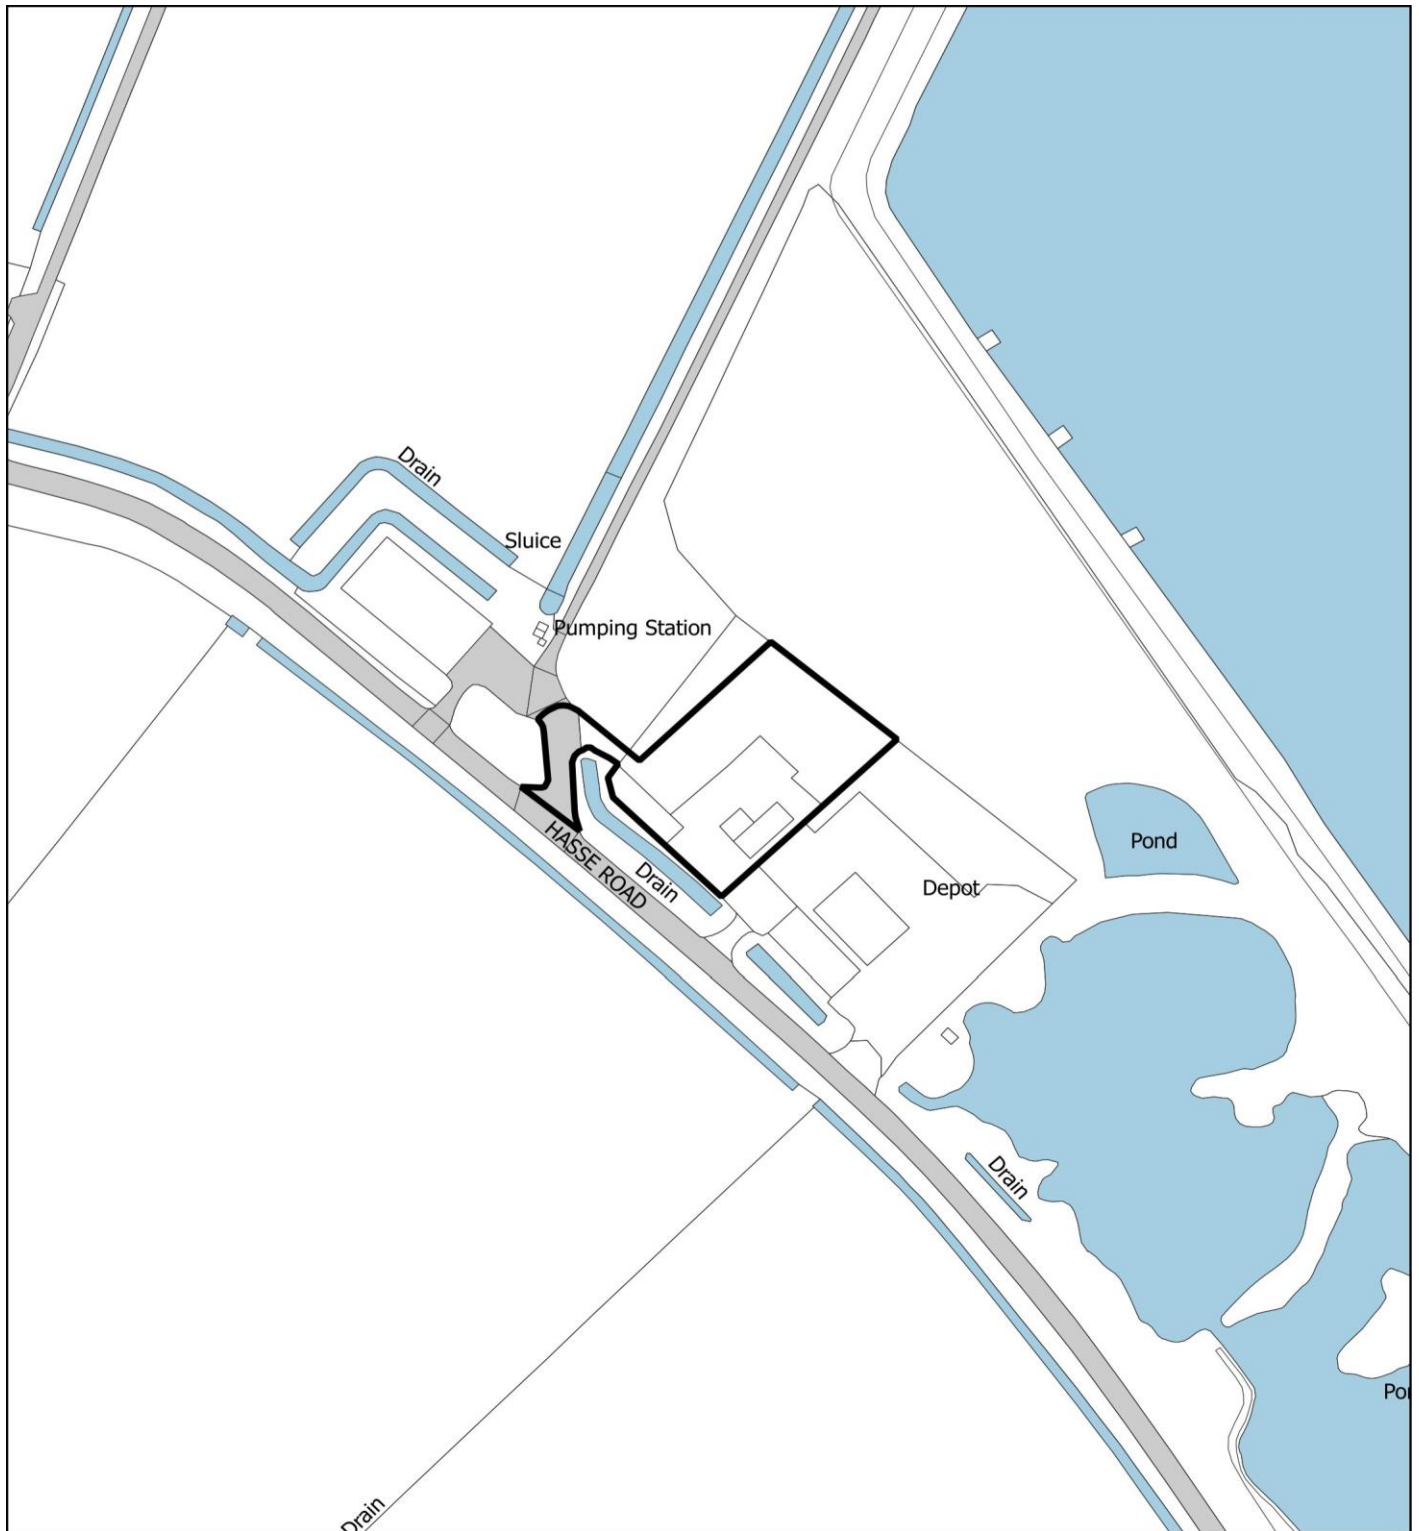 Drain
Sluice
Pumping Station
Pond
HASSE ROAD
Drain
Depot
Drain
Drain